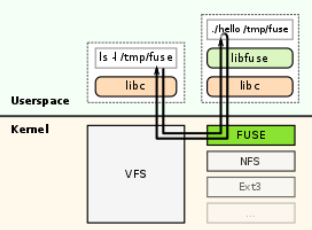 ./hello /tmp/fuse
ls -l /tmp/fuse
libfuse
libc
libc
Userspace
Kernel
FUSE
VFS
NFS
Ext3
...